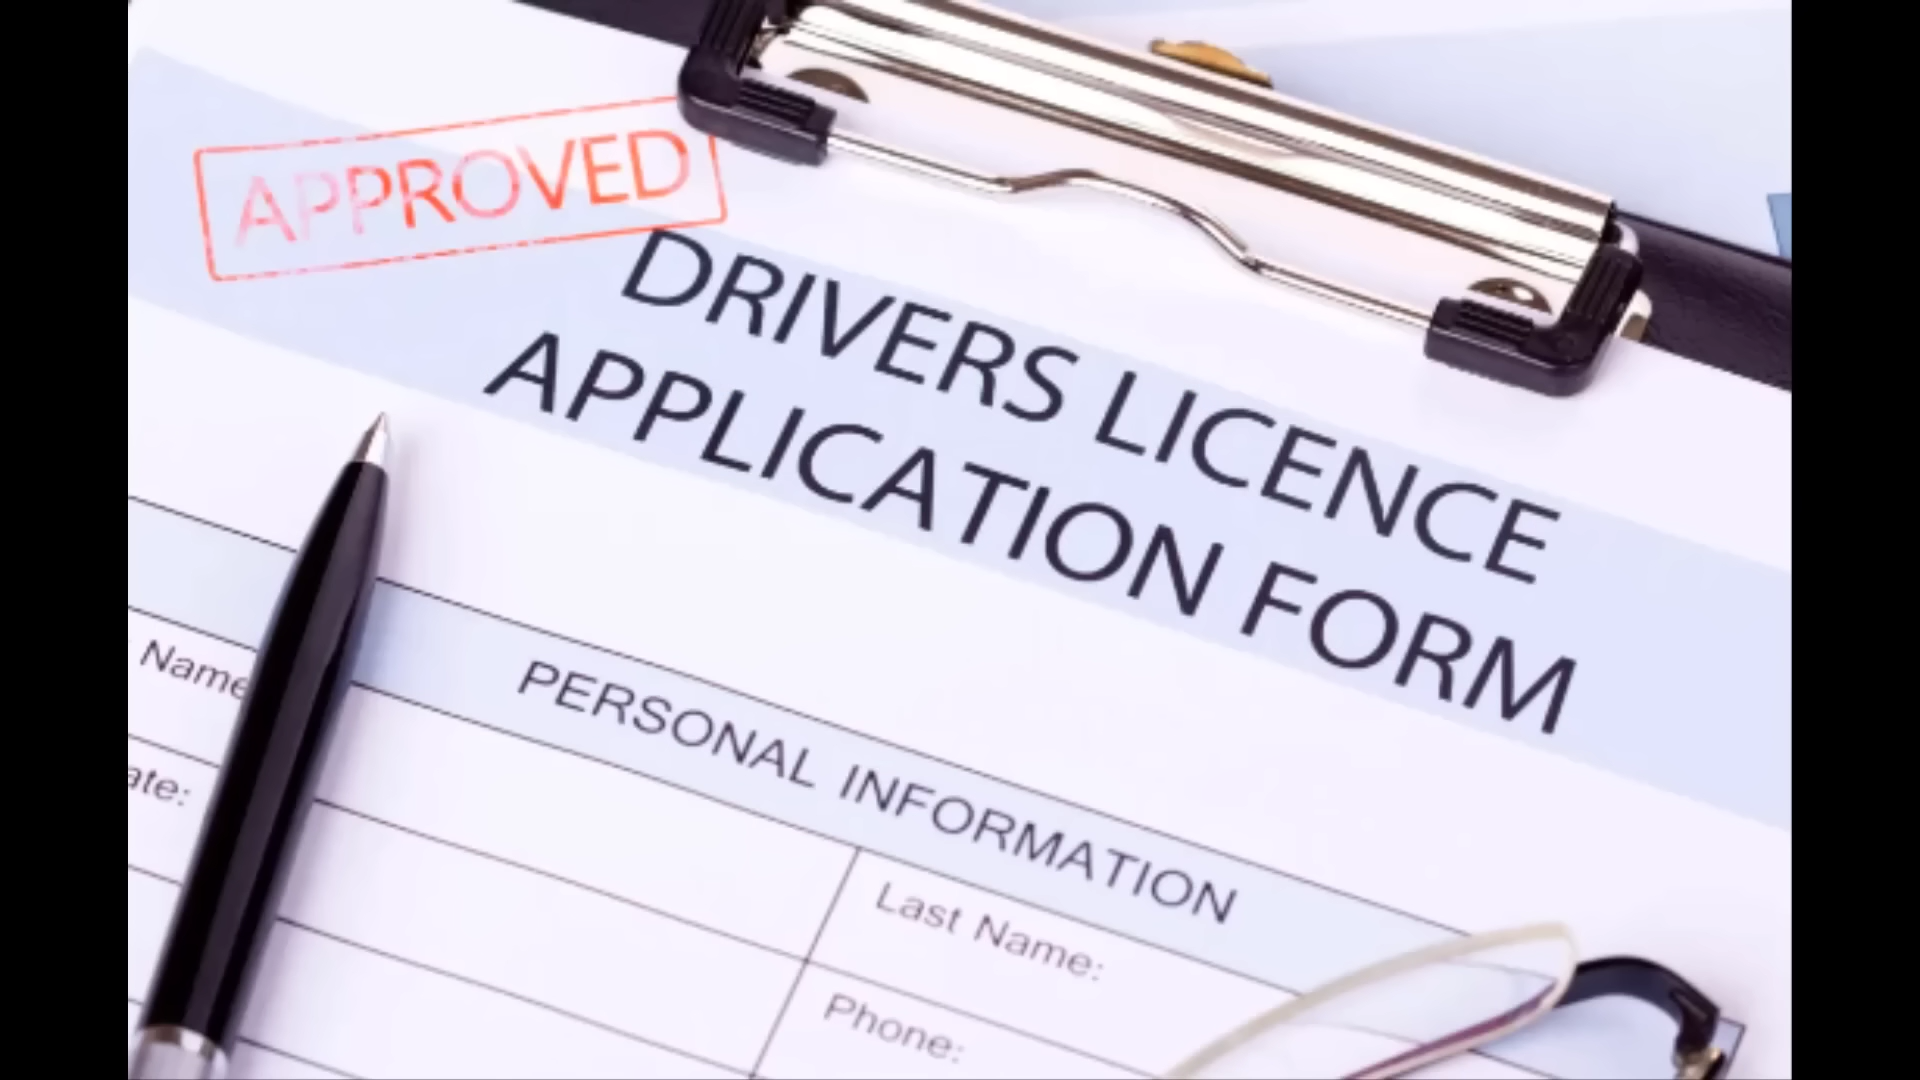 APPROVED
DRIVERS LICENCE
APPLICATION FORM
PERSONAL INFORMATION
Name
ate:
Last Name:
Phone: